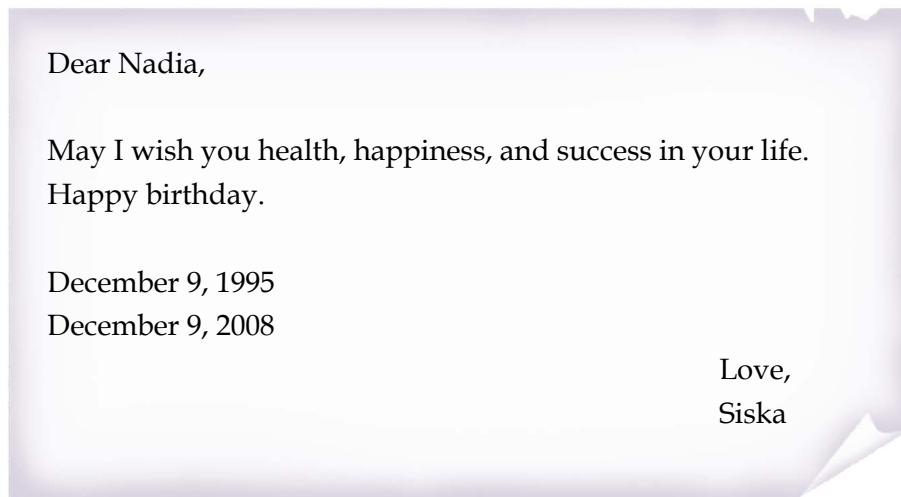 Dear Nadia,
May I wish you health, happiness, and success in your life.
Happy birthday.
December 9, 1995
December 9, 2008
Love,
Siska